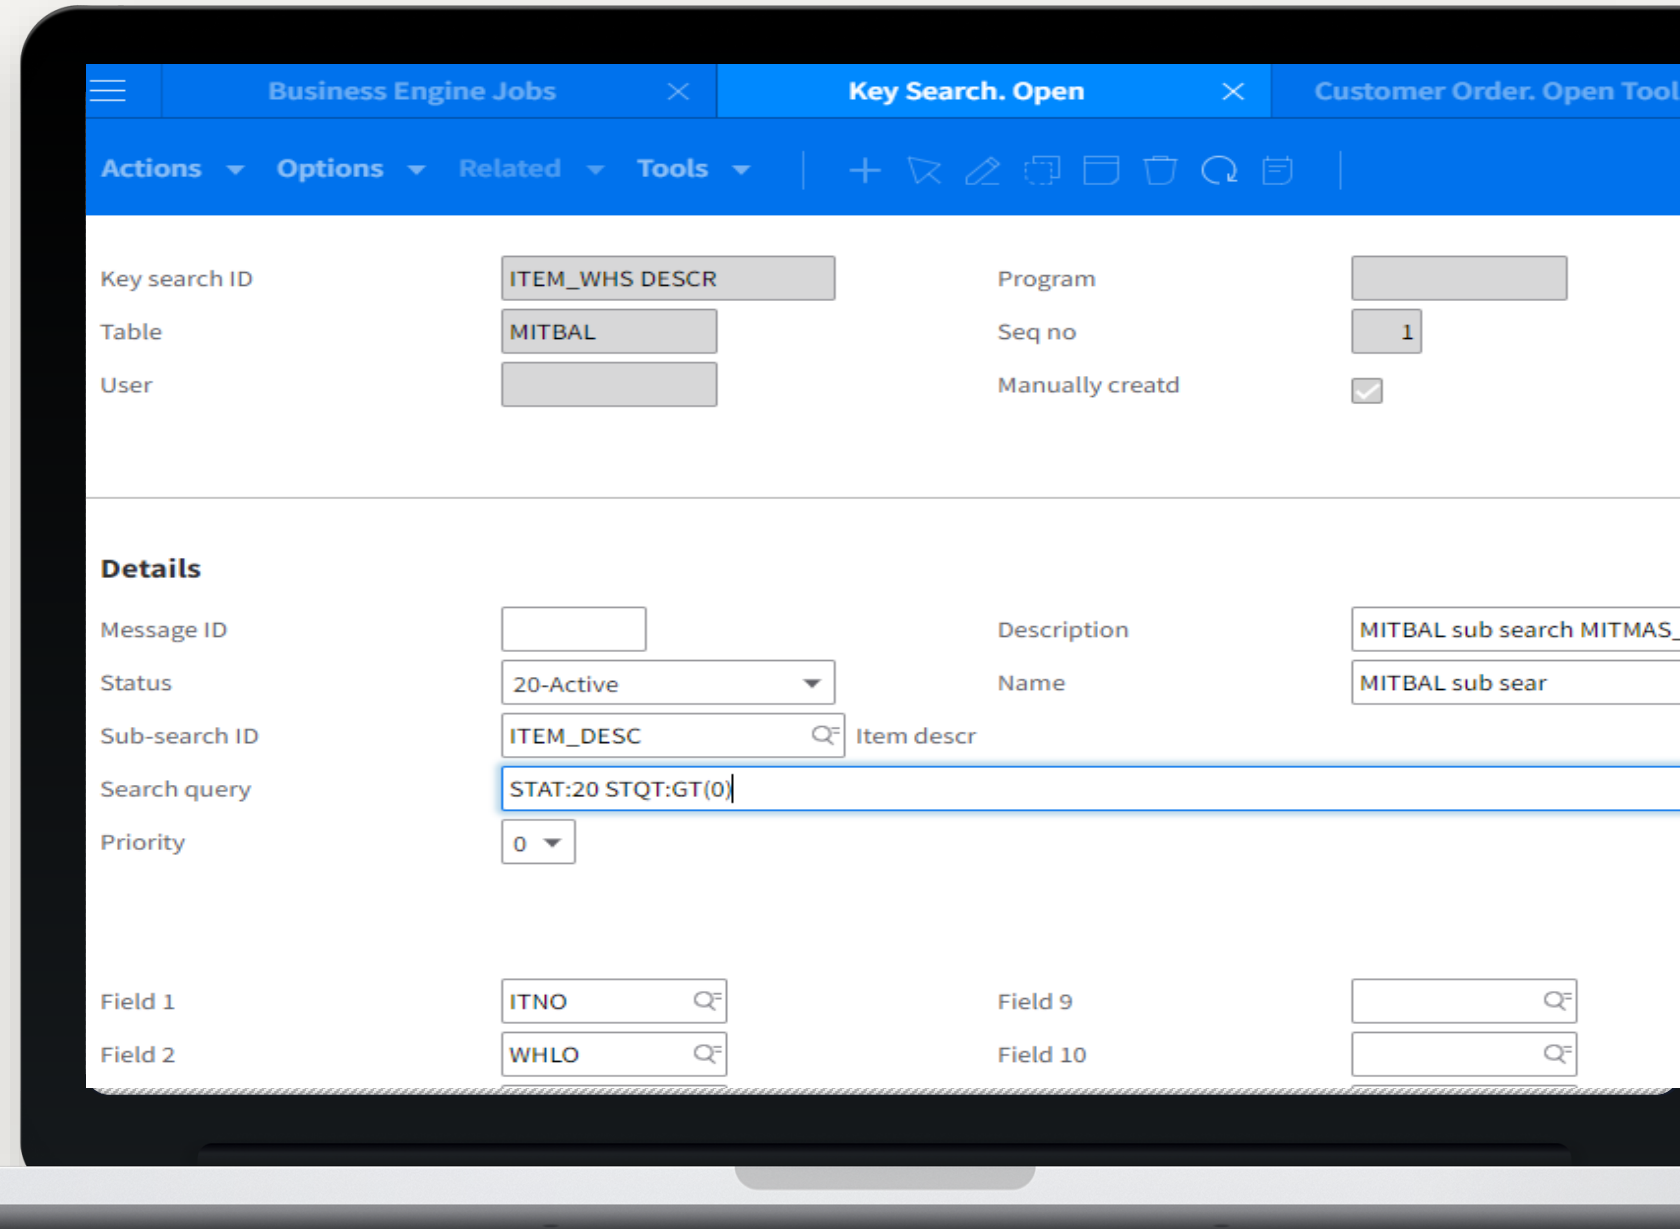 Business Engine Jobs Key Search. Open Customer Order. Open Tool
Actions Options Related Tools
Key search ID ITEM_WHS DESCR Program
Table MITBAL Seq no 1
User Manually creatd
Details
Message ID Description MITBAL sub search MITMAS_
Status 20-Active Name MITBAL sub sear
Sub-search ID ITEM_DESC Item descr
Search query STAT:20 STQT:GT(0)
Priority 0
Field 1 ITNO Field 9
Field 2 WHLO Field 10